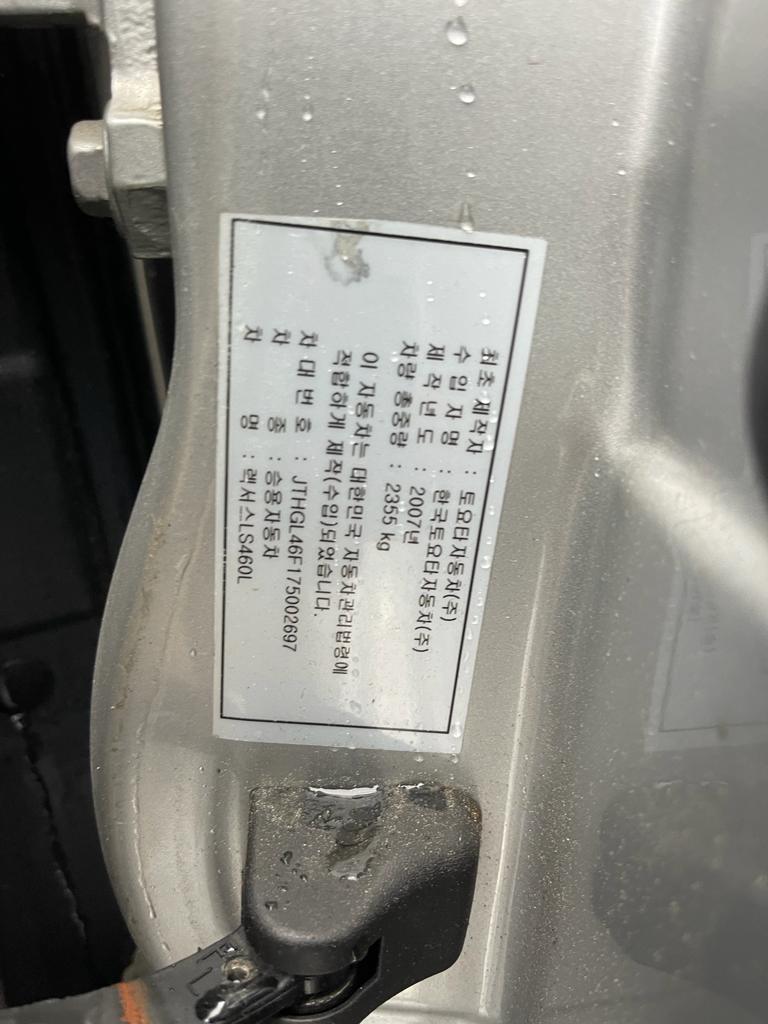 최초 제작자 : 토요타자동차(주)
수 입 자 명 : 한국토요타자동차(주)
제 작 년 도 : 2007년
차량 총중량 : 2355 kg
이 자동차는 대한민국 자동차관리법령에
적합하게 제작(수입)되었습니다.
차 대 번 호 : JTHGL46F175002697
차 종 : 승용자동차
차 명 : 렉서스LS460L